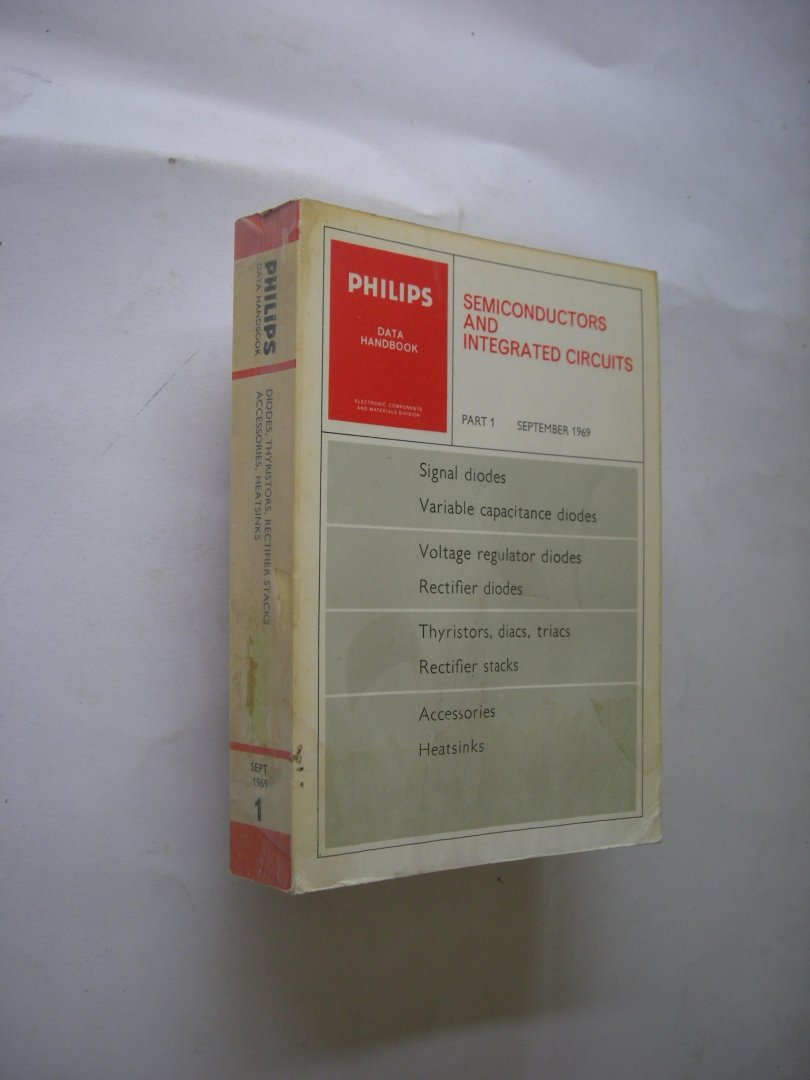 PHILIPS
DATA HANDBOOK
DIODES, THYRISTORS, RECTIFIER STACKS
ACCESSORIES, HEATSINKS
SEPT
1969
1
PHILIPS
DATA
HANDBOOK
ELECTRONIC COMPONENTS
AND MATERIALS DIVISION
SEMICONDUCTORS
AND
INTEGRATED CIRCUITS
PART 1 SEPTEMBER 1969
Signal diodes
Variable capacitance diodes
Voltage regulator diodes
Rectifier diodes
Thyristors, diacs, triacs
Rectifier stacks
Accessories
Heatsinks